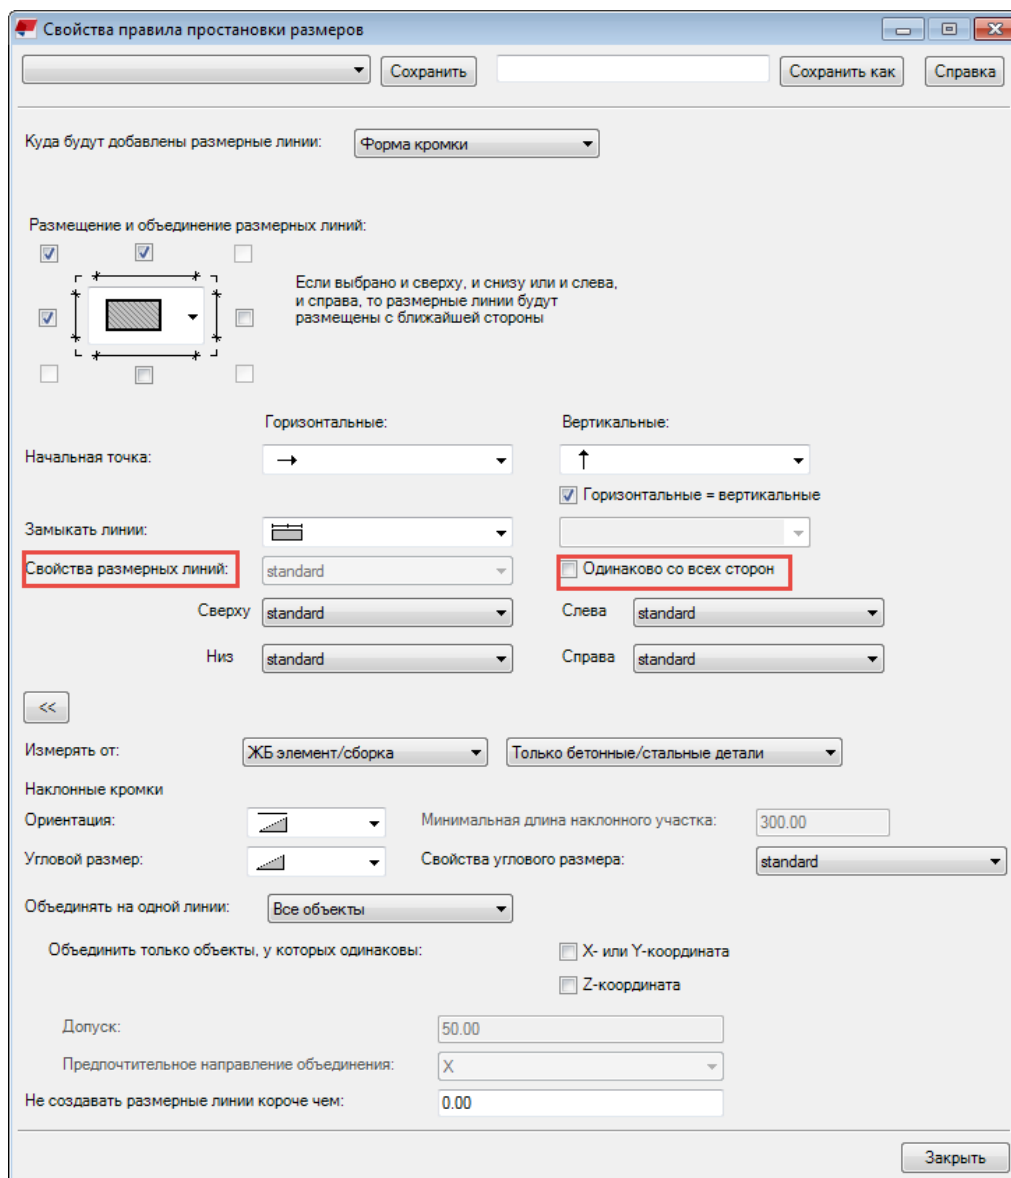 Свойства правила простановки размеров
Сохранить Сохранить как Справка
Куда будут добавлены размерные линии: Форма кромки
Размещение и объединение размерных линий:
Если выбрано и сверху, и снизу или и слева,
и справа, то размерные линии будут
размещены с ближайшей стороны
Горизонтальные: Вертикальные:
Начальная точка:
Горизонтальные = вертикальные
Замыкать линии:
Свойства размерных линий: standard Одинаково со всех сторон
Сверху standard Слева standard
Низ standard Справа standard
<<
Измерять от: ЖБ элемент/сборка Только бетонные/стальные детали
Наклонные кромки
Ориентация: Минимальная длина наклонного участка: 300.00
Угловой размер: Свойства углового размера: standard
Объединять на одной линии: Все объекты
Объединить только объекты, у которых одинаковы: X- или Y-координата
Z-координата
Допуск: 50.00
Предпочтительное направление объединения: X
Не создавать размерные линии короче чем: 0.00
Закрыть